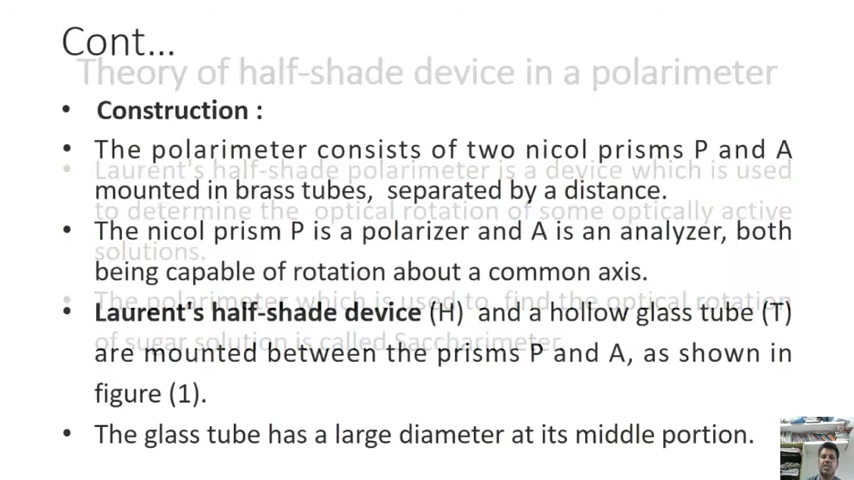 Cont...
Theory of half-shade device in a polarimeter
• Construction :
• The polarimeter consists of two nicol prisms P and A
• Laurent's half-shade polarimeter is a device which is used
mounted in brass tubes, separated by a distance.
to determine the optical rotation of some optically active
• The nicol prism P is a polarizer and A is an analyzer, both
solutions.
being capable of rotation about a common axis.
• The polarimeter which is used to find the optical rotation
• Laurent's half-shade device (H) and a hollow glass tube (T)
of sugar solution is called Saccharimeter
are mounted between the prisms P and A, as shown in
figure (1).
• The glass tube has a large diameter at its middle portion.